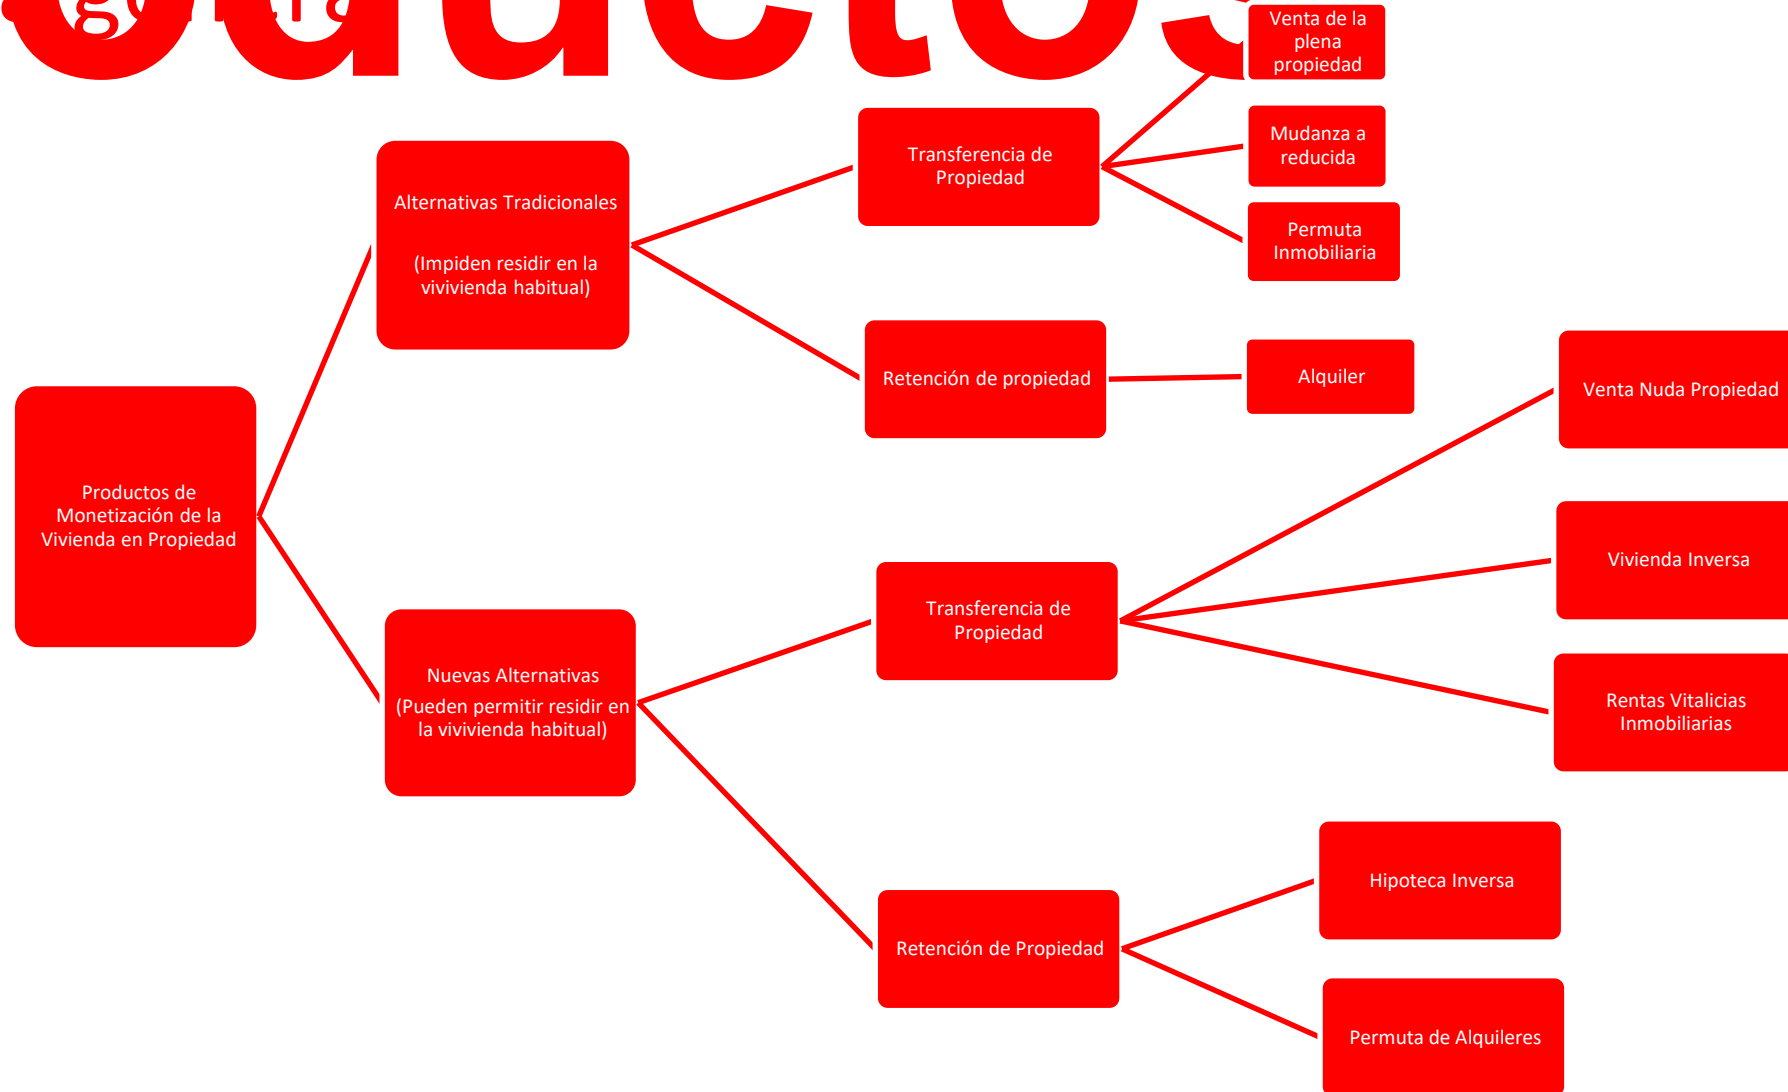 Venta de la
plena
propiedad
Transferencia de
Propiedad
Mudanza a
reducida
Alternativas Tradicionales
(Impiden residir en la
vivivienda habitual)
Permuta
Inmobiliaria
Retención de propiedad
Alquiler
Venta Nuda Propiedad
Productos de
Monetización de la
Vivienda en Propiedad
Vivienda Inversa
Transferencia de
Propiedad
Nuevas Alternativas
(Pueden permitir residir en
la vivivienda habitual)
Rentas Vitalicias
Inmobiliarias
Hipoteca Inversa
Retención de Propiedad
Permuta de Alquileres